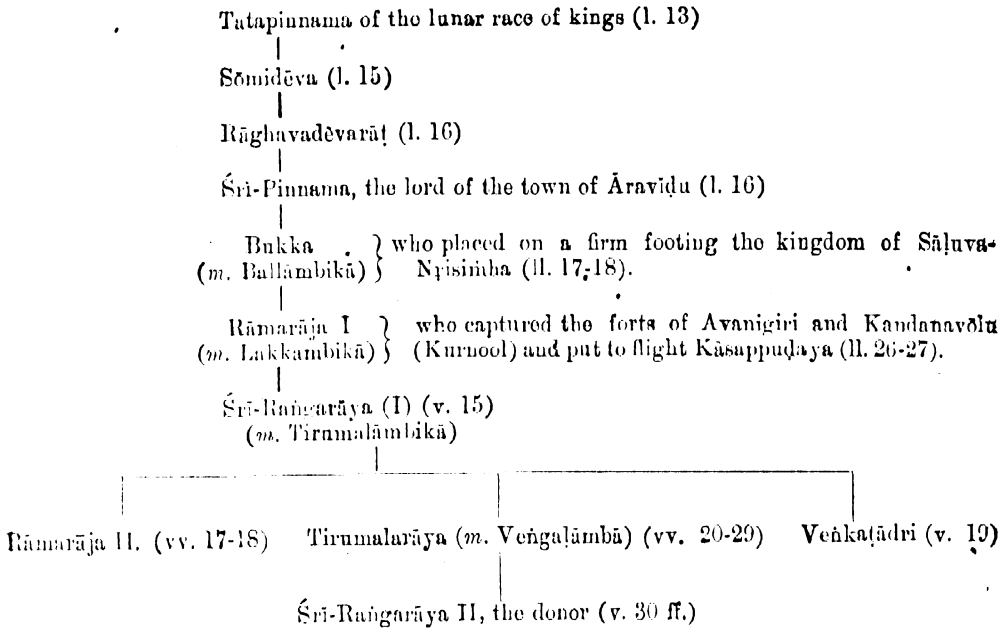 Tatapinnama of the lunar race of kings (l. 13)
Sōmidēva (l. 15)
Rāghavadēvarāṭ (l. 16)
Śrī-Pinnama, the lord of the town of Āravīḍu (l. 16)
Bukka } who placed on a firm footing the kingdom of Sāḷuva-
(m. Ballāmbikā) Nṛisiṁha (ll. 17-18).
Rāmarāja I } who captured the forts of Avanigiri and Kandanavōlu
(m. Lakkāmbikā) (Kurnool) and put to flight Kāsappuḍaya (ll. 26-27).
Śrī-Raṅgarāya (I) (v. 15)
(m. Tirumalāmbikā)
Rāmarāja II. (vv. 17-18) Tirumalarāya (m. Veṅgaḷāmbā) (vv. 20-29) Veṅkaṭādri (v. 19)
Śrī-Raṅgarāya II, the donor (v. 30 ff.)